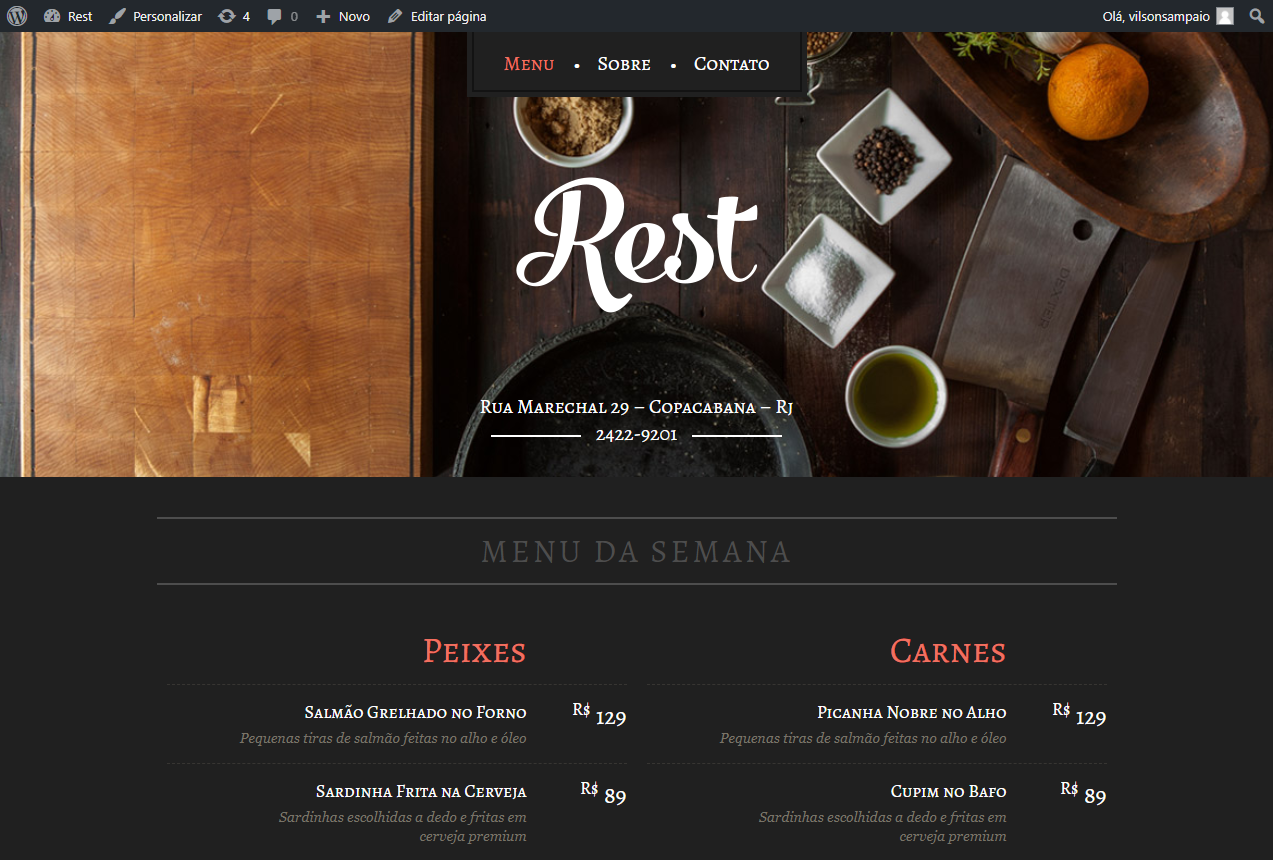 Rest Personalizar 4 0 Novo Editar página Olá, vilsonsampaio
Menu • Sobre • Contato
Rest
Rua Marechal 29 – Copacabana – Rj
2422-9201
MENU DA SEMANA
Peixes
Salmão Grelhado no Forno R$ 129
Pequenas tiras de salmão feitas no alho e óleo
Sardinha Frita na Cerveja R$ 89
Sardinhas escolhidas a dedo e fritas em
cerveja premium
Carnes
Picanha Nobre no Alho R$ 129
Pequenas tiras de salmão feitas no alho e óleo
Cupim no Bafo R$ 89
Sardinhas escolhidas a dedo e fritas em
cerveja premium